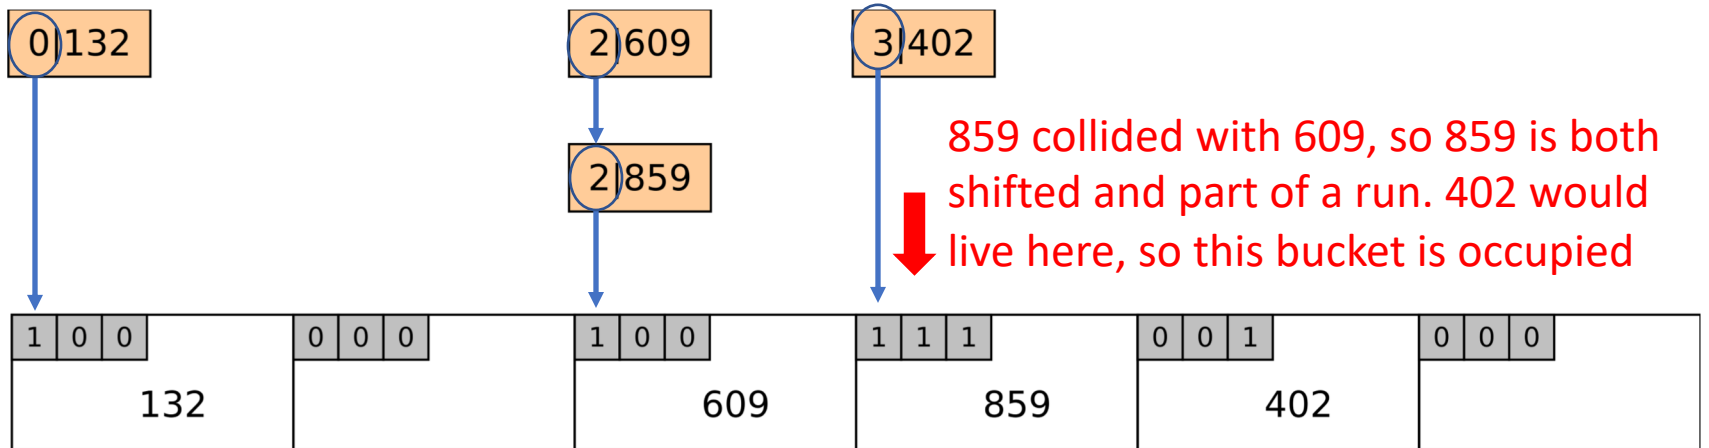 0|132 2|609 3|402
859 collided with 609, so 859 is both
2|859
shifted and part of a run. 402 would
live here, so this bucket is occupied
1 0 0 0 0 0 1 0 0 1 1 1 0 0 1 0 0 0
132 609 859 402